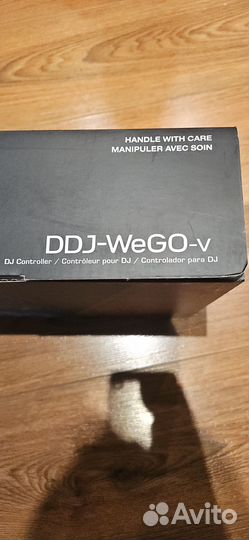 HANDLE WITH CARE
MANIPULER AVEC SOIN
DDJ-WeGO-V
DJ Controller / Contrôleur pour DJ / Controlador para DJ
Avito